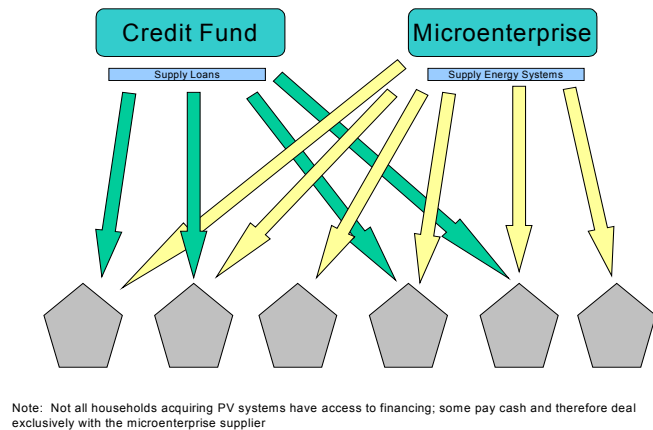 Credit Fund
Microenterprise
Supply Loans
Supply Energy Systems
Note: Not all households acquiring PV systems have access to financing; some pay cash and therefore deal
exclusively with the microenterprise supplier